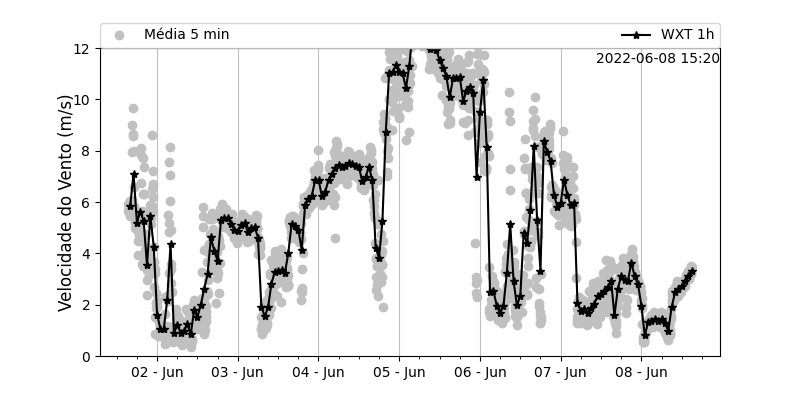 Média 5 min
WXT 1h
2022-06-08 15:20
Velocidade do Vento (m/s)
12
10
8
6
4
2
0
02 - Jun
03 - Jun
04 - Jun
05 - Jun
06 - Jun
07 - Jun
08 - Jun